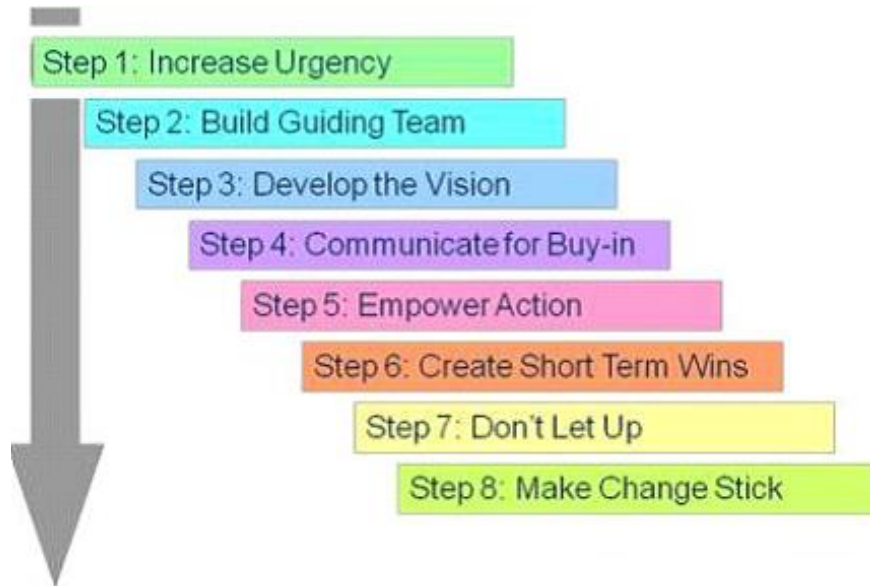 Step 1: Increase Urgency
Step 2: Build Guiding Team
Step 3: Develop the Vision
Step 4: Communicate for Buy-in
Step 5: Empower Action
Step 6: Create Short Term Wins
Step 7: Don't Let Up
Step 8: Make Change Stick